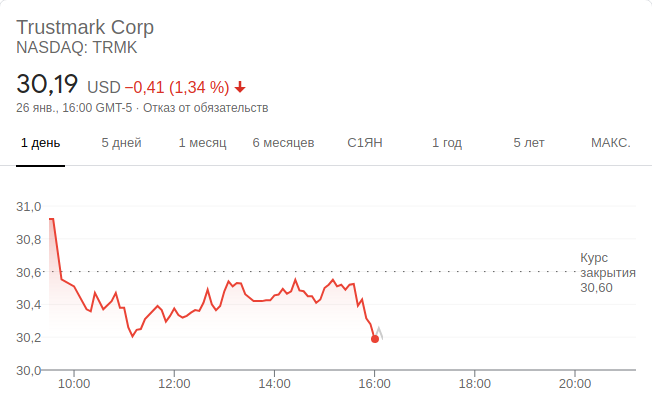 Trustmark Corp
NASDAQ: TRMK
30,19 USD −0,41 (1,34 %)
26 янв., 16:00 GMT-5 · Отказ от обязательств
1 день 5 дней 1 месяц 6 месяцев С1ЯН 1 год 5 лет МАКС.
31,0
30,8
30,6
30,4
30,2
30,0
Курс
закрытия
30,60
10:00 12:00 14:00 16:00 18:00 20:00